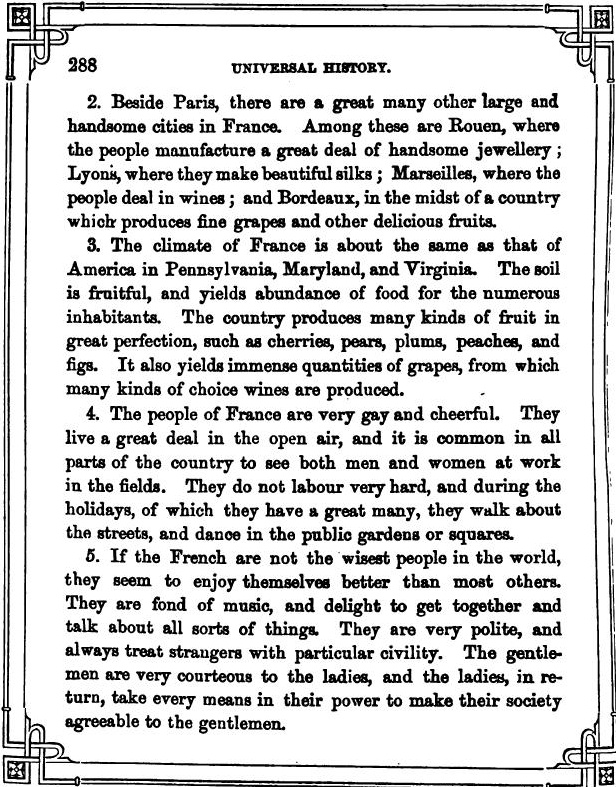 288 UNIVERSAL HISTORY.
2. Beside Paris, there are a great many other large and
handsome cities in France. Among these are Rouen, where
the people manufacture a great deal of handsome jewellery ;
Lyons, where they make beautiful silks ; Marseilles, where the
people deal in wines ; and Bordeaux, in the midst of a country
which produces fine grapes and other delicious fruits.
3. The climate of France is about the same as that of
America in Pennsylvania, Maryland, and Virginia. The soil
is fruitful, and yields abundance of food for the numerous
inhabitants. The country produces many kinds of fruit in
great perfection, such as cherries, pears, plums, peaches, and
figs. It also yields immense quantities of grapes, from which
many kinds of choice wines are produced.
4. The people of France are very gay and cheerful. They
live a great deal in the open air, and it is common in all
parts of the country to see both men and women at work
in the fields. They do not labour very hard, and during the
holidays, of which they have a great many, they walk about
the streets, and dance in the public gardens or squares.
5. If the French are not the wisest people in the world,
they seem to enjoy themselves better than most others.
They are fond of music, and delight to get together and
talk about all sorts of things. They are very polite, and
always treat strangers with particular civility. The gentle-
men are very courteous to the ladies, and the ladies, in re-
turn, take every means in their power to make their society
agreeable to the gentlemen.